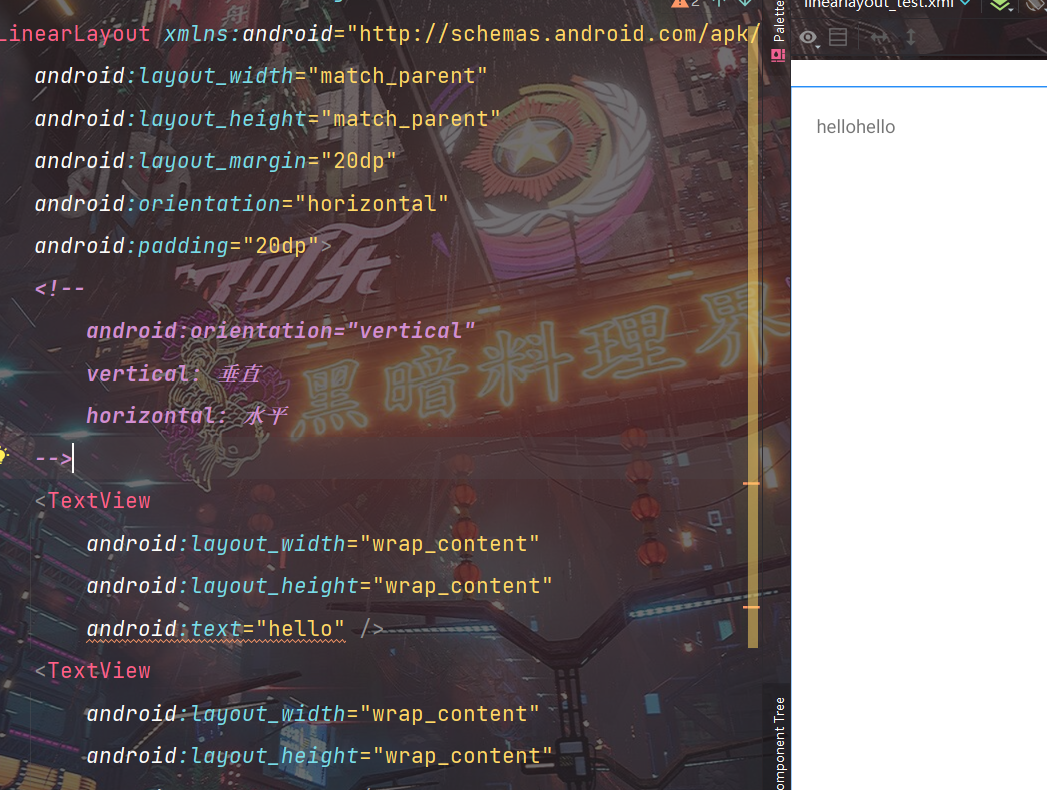 linearlayout_test.xml
2
Palette
LinearLayout xmlns:android="http://schemas.android.com/apk/
android:layout_width="match_parent"
android:layout_height="match_parent"
android:layout_margin="20dp"
android:orientation="horizontal"
android:padding="20dp">
<!--
android:orientation="vertical"
vertical: 垂直
horizontal: 水平
-->
<TextView
android:layout_width="wrap_content"
android:layout_height="wrap_content"
android:text="hello" />
<TextView
android:layout_width="wrap_content"
android:layout_height="wrap_content"
hellohello
omponent Tree
可乐
黑暗料理界